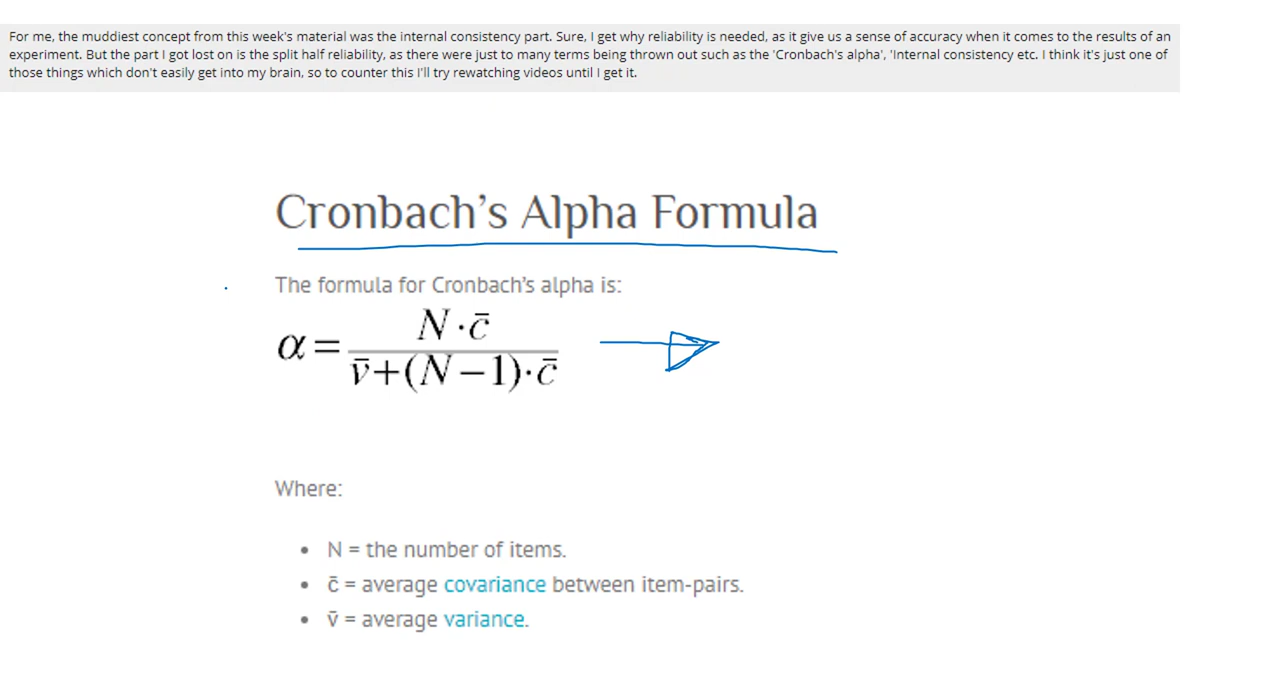 For me, the muddiest concept from this week's material was the internal consistency part. Sure, I get why reliability is needed, as it give us a sense of accuracy when it comes to the results of an
experiment. But the part I got lost on is the split half reliability, as there were just to many terms being thrown out such as the 'Cronbach's alpha', 'Internal consistency etc. I think it's just one of
those things which don't easily get into my brain, so to counter this I'll try rewatching videos until I get it.
Cronbach's Alpha Formula
The formula for Cronbach's alpha is:
α = N · c̄ / v̄ + (N − 1) · c̄
Where:
• N = the number of items.
• c̄ = average covariance between item-pairs.
• v̄ = average variance.